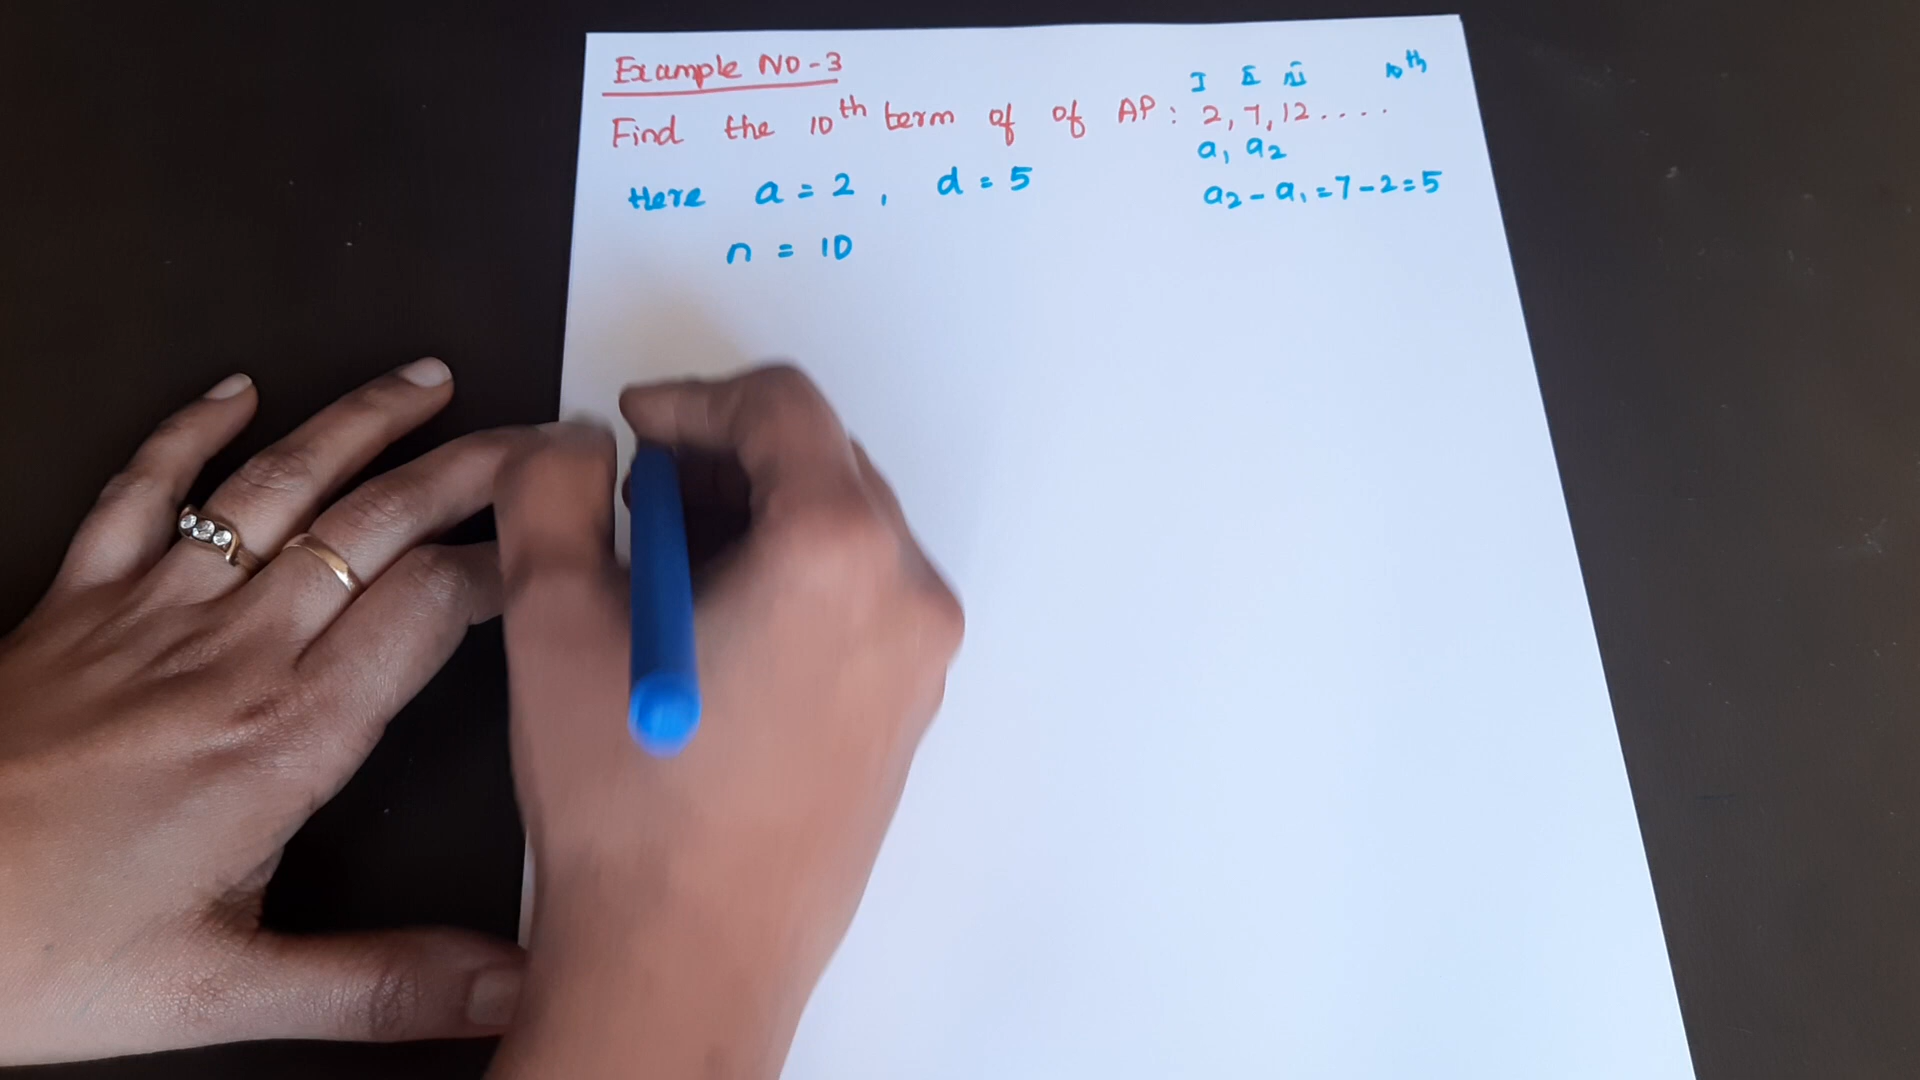 Example NO-3
I II III 10th
Find the 10th term of of AP: 2, 7, 12....
a1 a2
Here a = 2, d = 5
a2 - a1 = 7 - 2 = 5
n = 10